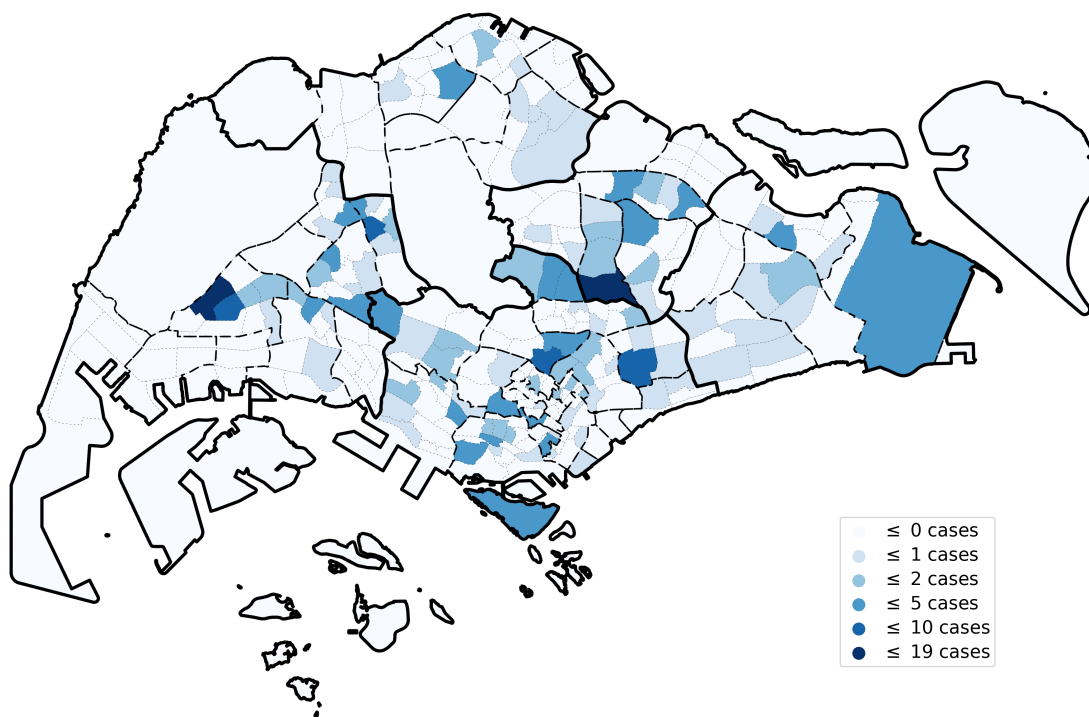 ≤ 0 cases
≤ 1 cases
≤ 2 cases
≤ 5 cases
≤ 10 cases
≤ 19 cases